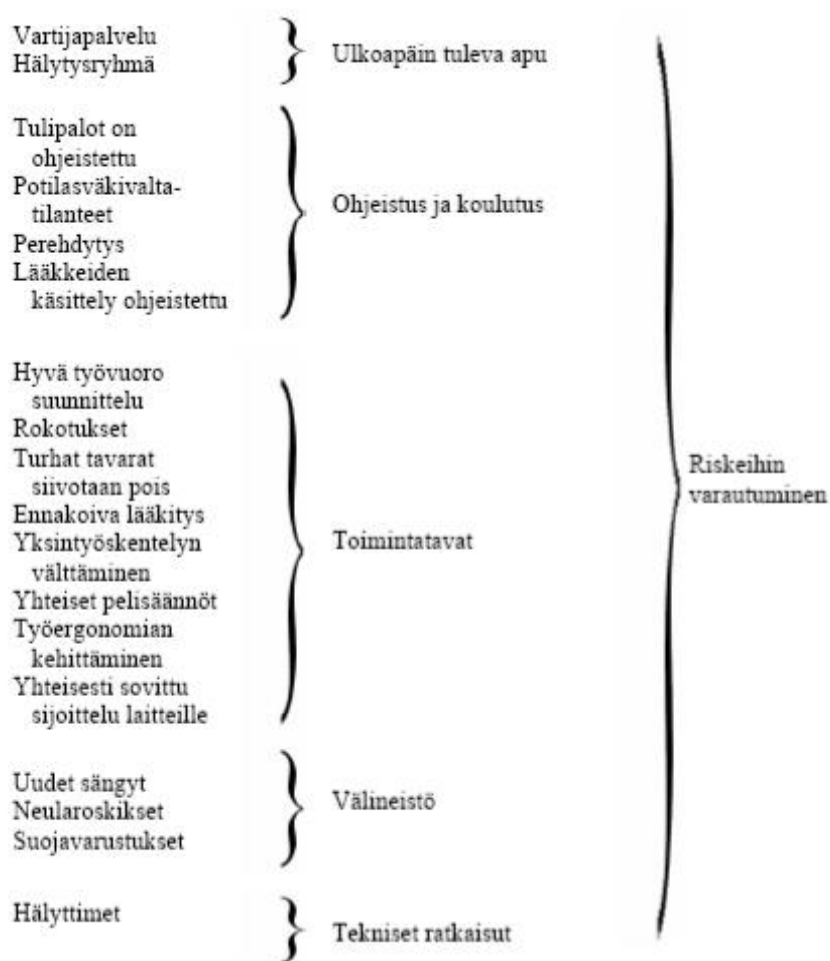 Vartijapalvelu
Hälytysryhmä
Ulkoapäin tuleva apu
Tulipalot on
ohjeistettu
Potilasväkivalta-
tilanteet
Perehdytys
Lääkkeiden
käsittely ohjeistettu
Ohjeistus ja koulutus
Hyvä työvuoro
suunnittelu
Rokotukset
Turhat tavarat
siivotaan pois
Ennakoiva lääkitys
Yksintyöskentelyn
välttäminen
Yhteiset pelisäännöt
Työergonomian
kehittäminen
Yhteisesti sovittu
sijoittelu laitteille
Toimintatavat
Uudet sängyt
Neularoskikset
Suojavarustukset
Välineistö
Hälyttimet
Tekniset ratkaisut
Riskeihin
varautuminen